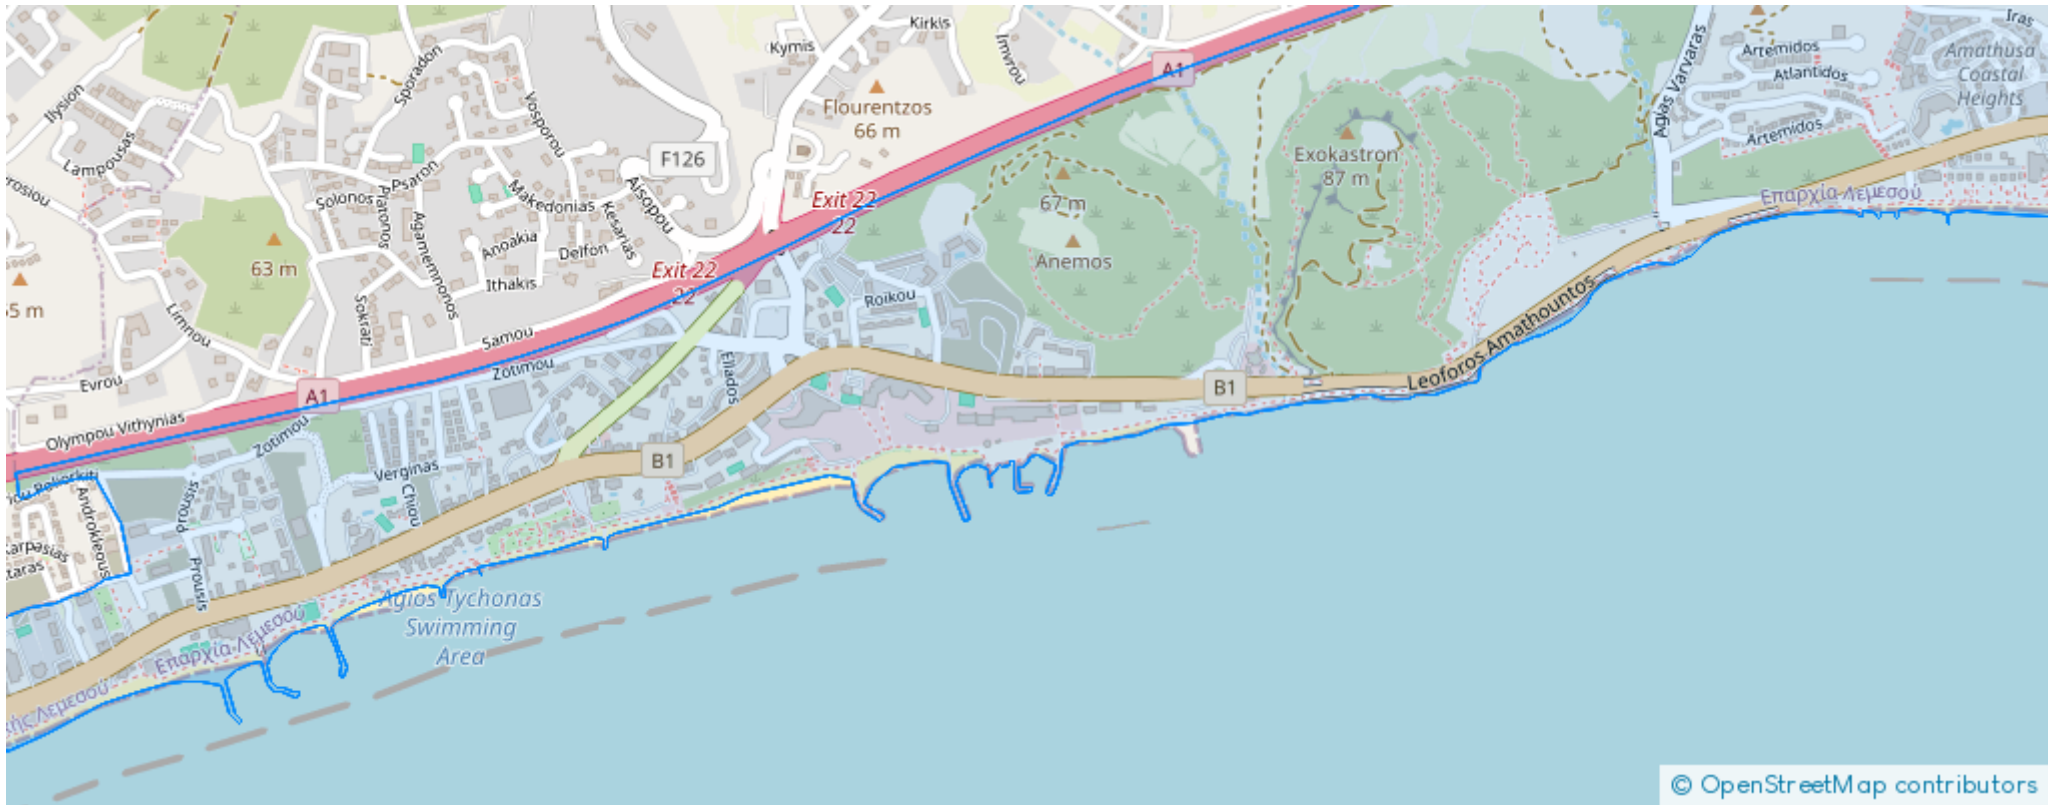 Kirkis
Kymis
Imvrou
Iras
Artemidos
Amathusa
Coastal
Heights
Atlantidos
Artemidos
Agias Varvaras
A1
Sporadon
Ilysion
Vosporou
Flourentzos
66 m
F126
Exokastron
87 m
Lampousas
Psaron
Solonos
Platonos
Makedonias
Aisopou
Kesarias
Agamemnonos
Exit 22
22
67 m
Anemos
Επαρχία Λεμεσού
63 m
Delfon
Ithakis
Exit 22
22
Roikou
Sokrati
Limnou
Samou
Zotimou
Evrou
A1
Olympou Vithynias
Zotimou
Leoforos Amathountos
B1
B1
Verginas
Chiou
Prousis
Prousis
Androkleous
Agios Tychonas
Swimming
Area
Επαρχία Λεμεσού
© OpenStreetMap contributors